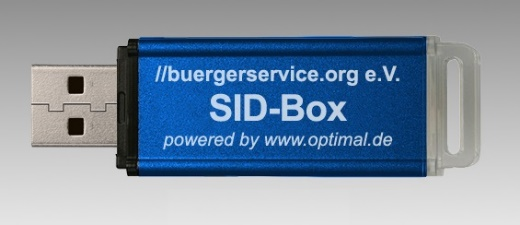 //buergerservice.org e.V.
SID-Box
powered by www.optimal.de